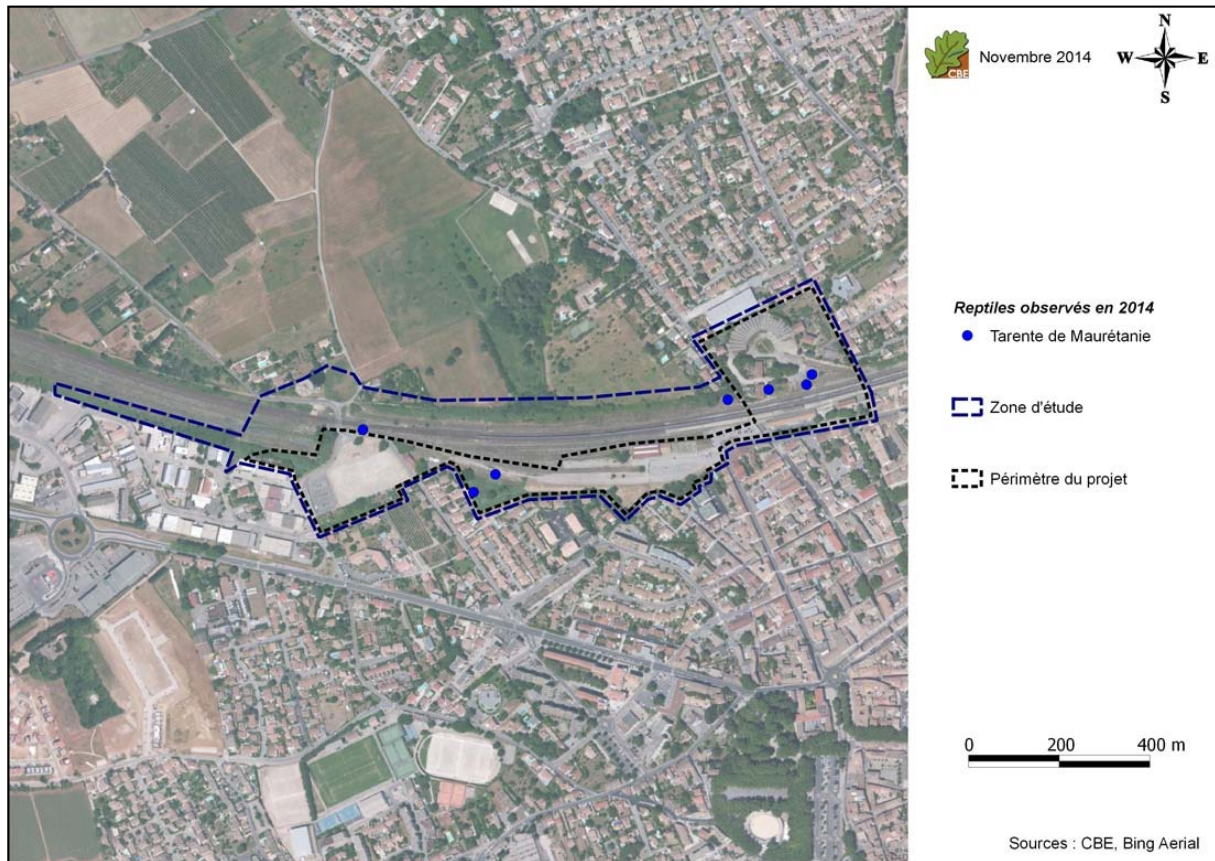 CBE
Novembre 2014
N
W
E
S
Reptiles observés en 2014
Tarente de Maurétanie
Zone d'étude
Périmètre du projet
0 200 400 m
Sources : CBE, Bing Aerial